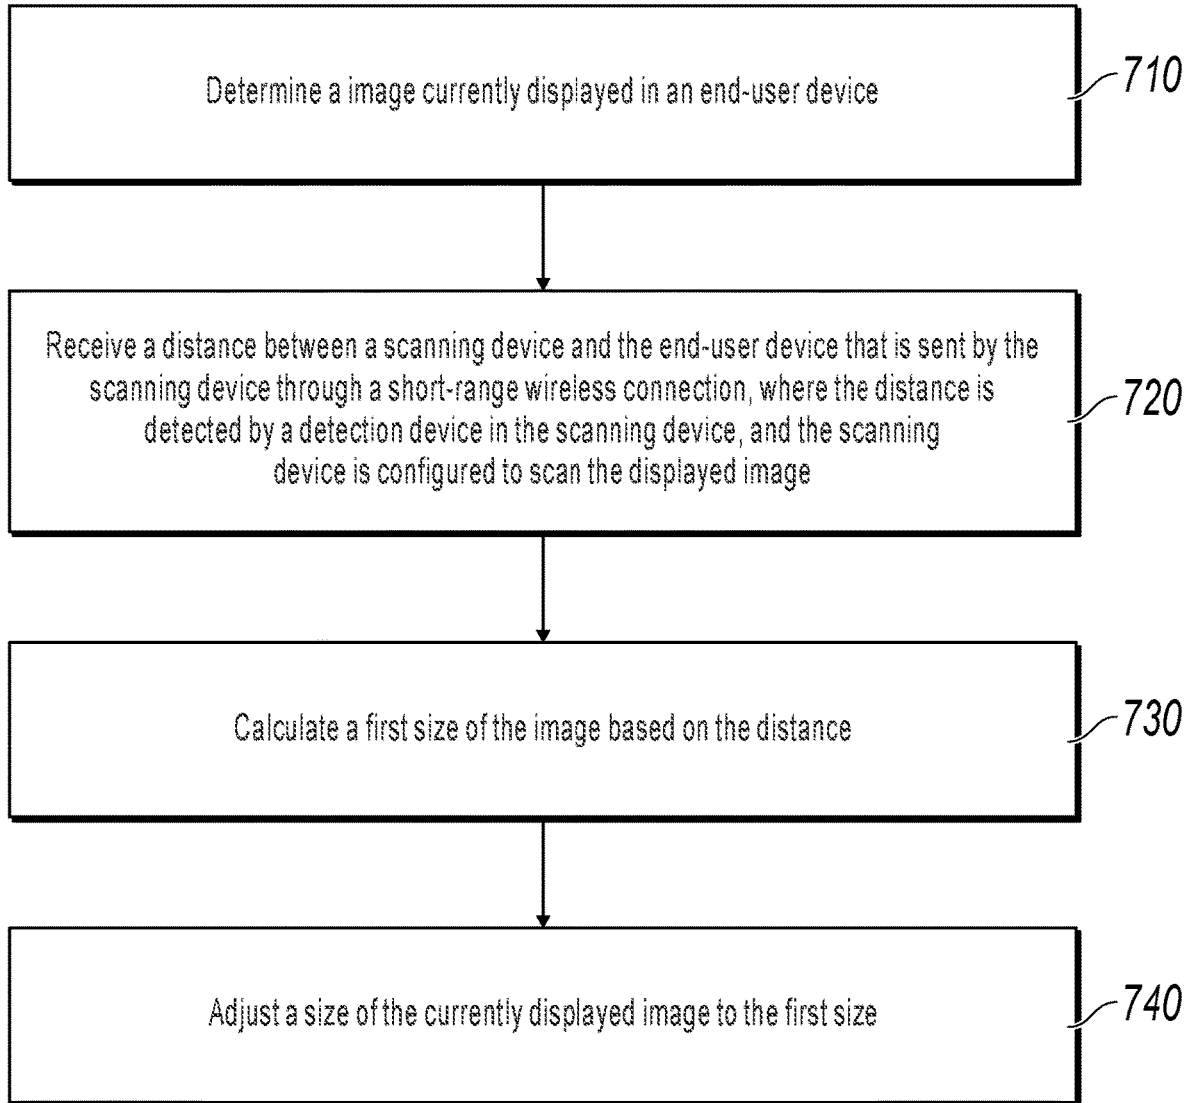 Determine a image currently displayed in an end-user device
710
Receive a distance between a scanning device and the end-user device that is sent by the
scanning device through a short-range wireless connection, where the distance is
detected by a detection device in the scanning device, and the scanning
device is configured to scan the displayed image
720
Calculate a first size of the image based on the distance
730
Adjust a size of the currently displayed image to the first size
740